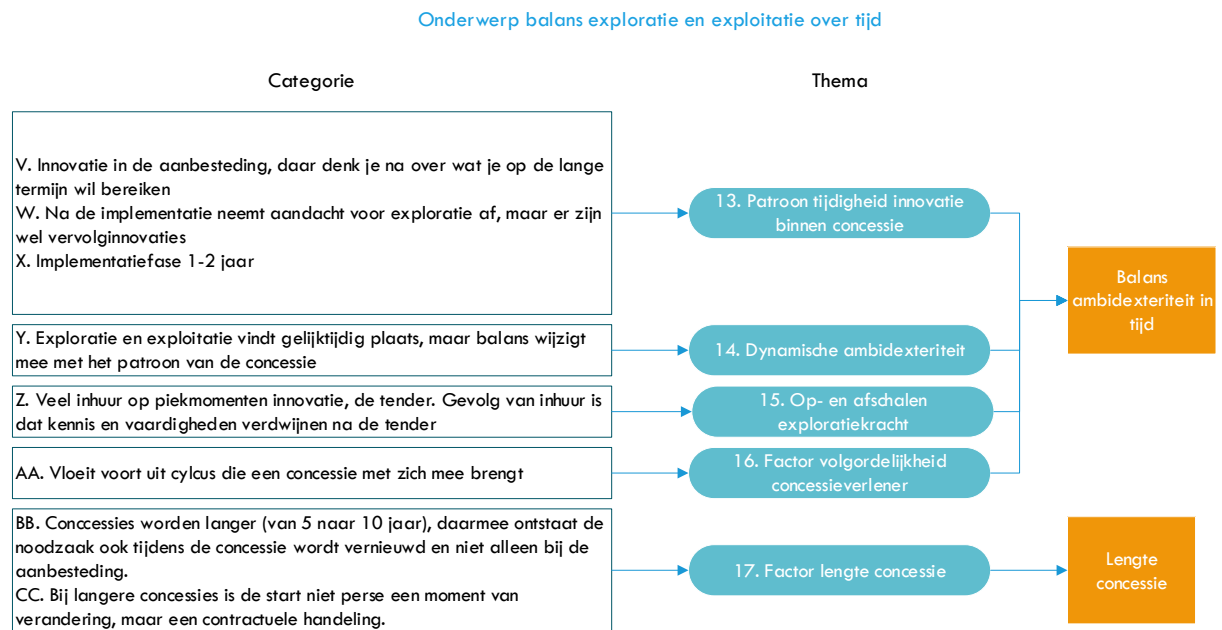 Onderwerp balans exploratie en exploitatie over tijd
Categorie
Thema
V. Innovatie in de aanbesteding, daar denk je na over wat je op de lange
termijn wil bereiken
W. Na de implementatie neemt aandacht voor exploratie af, maar er zijn
wel vervolginnovaties
X. Implementatiefase 1-2 jaar
13. Patroon tijdigheid innovatie
binnen concessie
Balans
ambidexteriteit in
tijd
Y. Exploratie en exploitatie vindt gelijktijdig plaats, maar balans wijzigt
mee met het patroon van de concessie
14. Dynamische ambidexteriteit
Z. Veel inhuur op piekmomenten innovatie, de tender. Gevolg van inhuur is
dat kennis en vaardigheden verdwijnen na de tender
15. Op- en afschalen
exploratiekracht
AA. Vloeit voort uit cylcus die een concessie met zich mee brengt
16. Factor volgordelijkheid
concessieverlener
BB. Conccessies worden langer (van 5 naar 10 jaar), daarmee ontstaat de
noodzaak ook tijdens de concessie wordt vernieuwd en niet alleen bij de
aanbesteding.
CC. Bij langere concessies is de start niet perse een moment van
verandering, maar een contractuele handeling.
17. Factor lengte concessie
Lengte
concessie